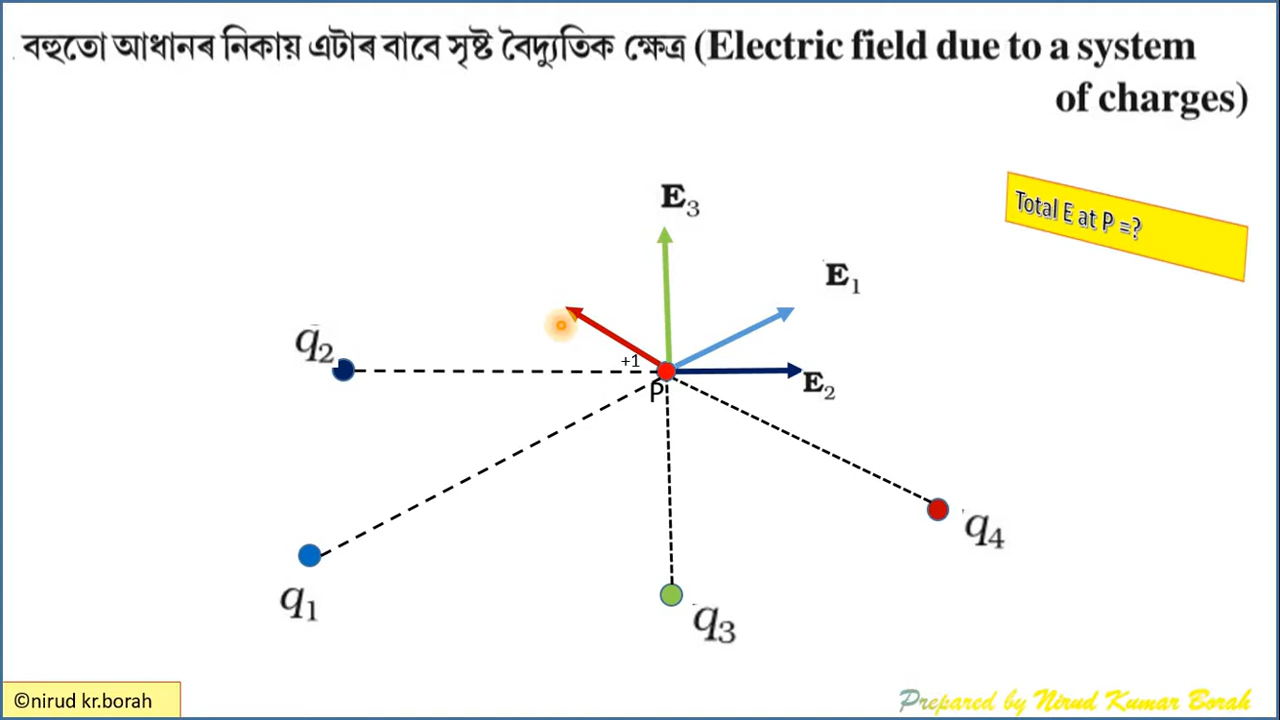 বহুতো আধানৰ নিকায় এটাৰ বাবে সৃষ্ট বৈদ্যুতিক ক্ষেত্ৰ (Electric field due to a system
of charges)
E3
Total E at P =?
E1
q2
+1
P
E2
q4
q1
q3
©nirud kr.borah
Prepared by Nirud Kumar Borah